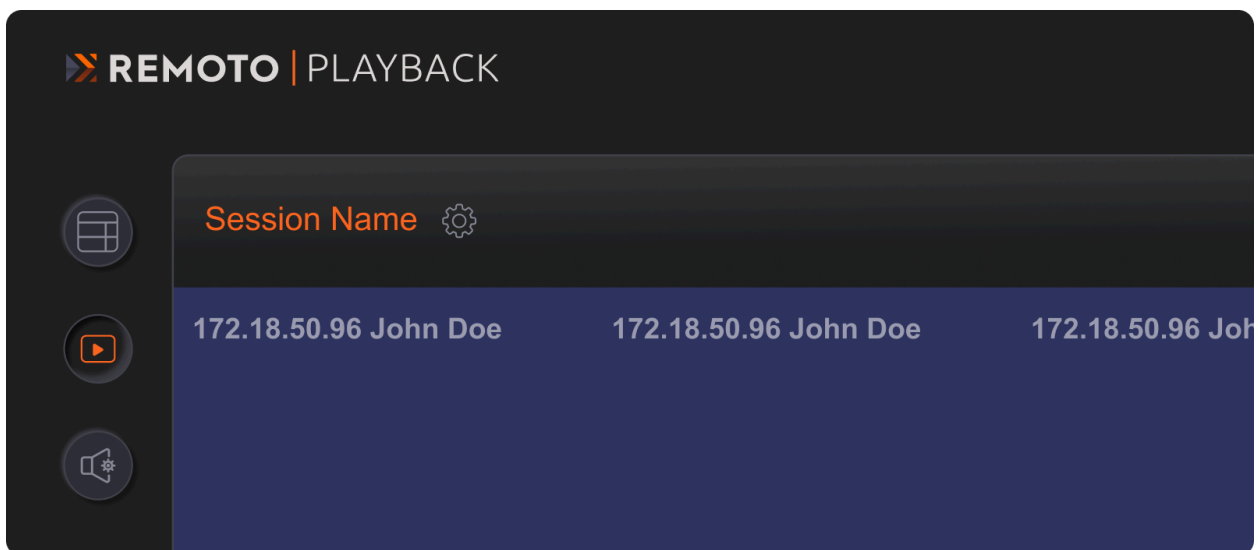 REMOTO | PLAYBACK
Session Name
172.18.50.96 John Doe 172.18.50.96 John Doe 172.18.50.96